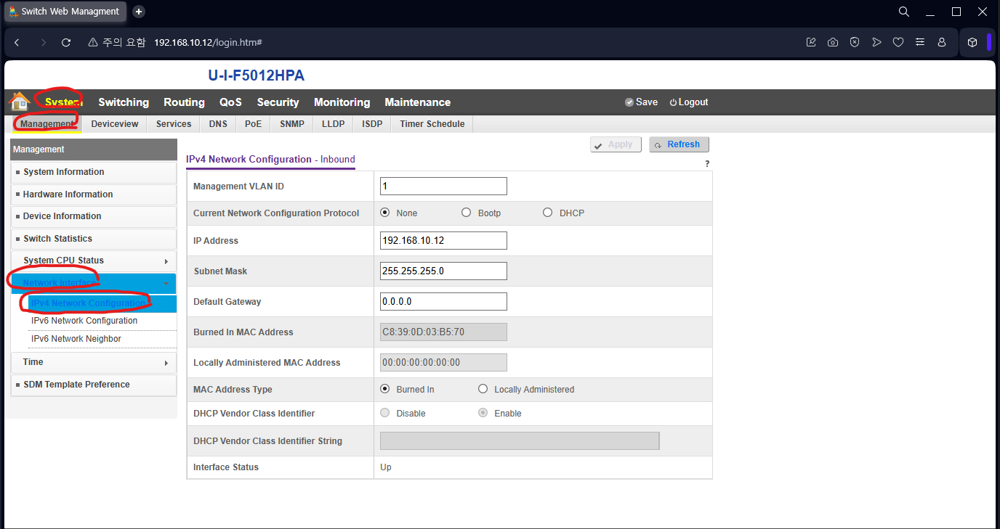 Switch Web Managment
주의 요함 192.168.10.12/login.htm#
U-I-F5012HPA
System Switching Routing QoS Security Monitoring Maintenance Save Logout
Management Deviceview Services DNS PoE SNMP LLDP ISDP Timer Schedule
Management
System Information
Hardware Information
Device Information
Switch Statistics
System CPU Status
Network Interface
IPv4 Network Configuration
IPv6 Network Configuration
IPv6 Network Neighbor
Time
SDM Template Preference
Apply Refresh
IPv4 Network Configuration - Inbound
?
Management VLAN ID 1
Current Network Configuration Protocol None Bootp DHCP
IP Address 192.168.10.12
Subnet Mask 255.255.255.0
Default Gateway 0.0.0.0
Burned In MAC Address C8:39:0D:03:B5:70
Locally Administered MAC Address 00:00:00:00:00:00
MAC Address Type Burned In Locally Administered
DHCP Vendor Class Identifier Disable Enable
DHCP Vendor Class Identifier String
Interface Status Up